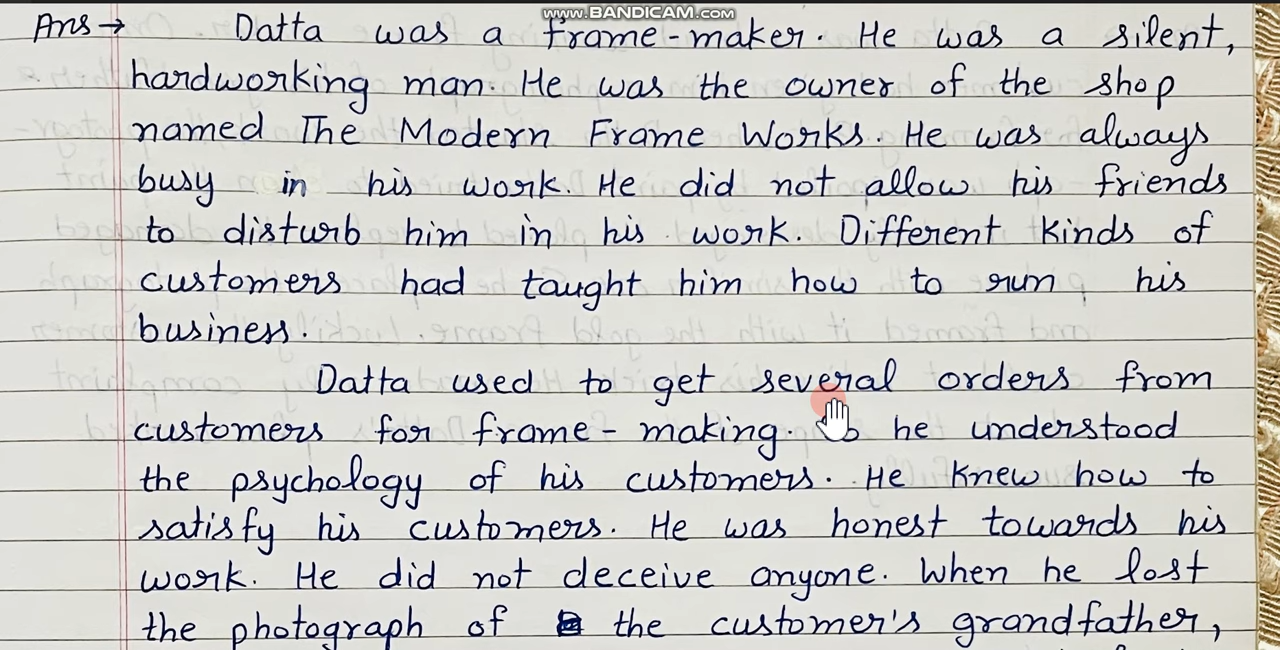 www.BANDICAM.com
Ans → Datta was a frame-maker. He was a silent,
hardworking man. He was the owner of the shop
named The Modern Frame Works. He was always
busy in his work. He did not allow his friends
to disturb him in his work. Different kinds of
customers had taught him how to run his
business.
Datta used to get several orders from
customers for frame-making. he understood
the psychology of his customers. He knew how to
satisfy his customers. He was honest towards his
work. He did not deceive anyone. When he lost
the photograph of the customer's grandfather,